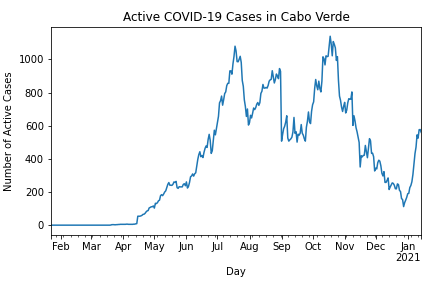 Active COVID-19 Cases in Cabo Verde
Number of Active Cases
1000
800
600
400
200
0
Feb Mar Apr May Jun Jul Aug Sep Oct Nov Dec Jan
2021
Day